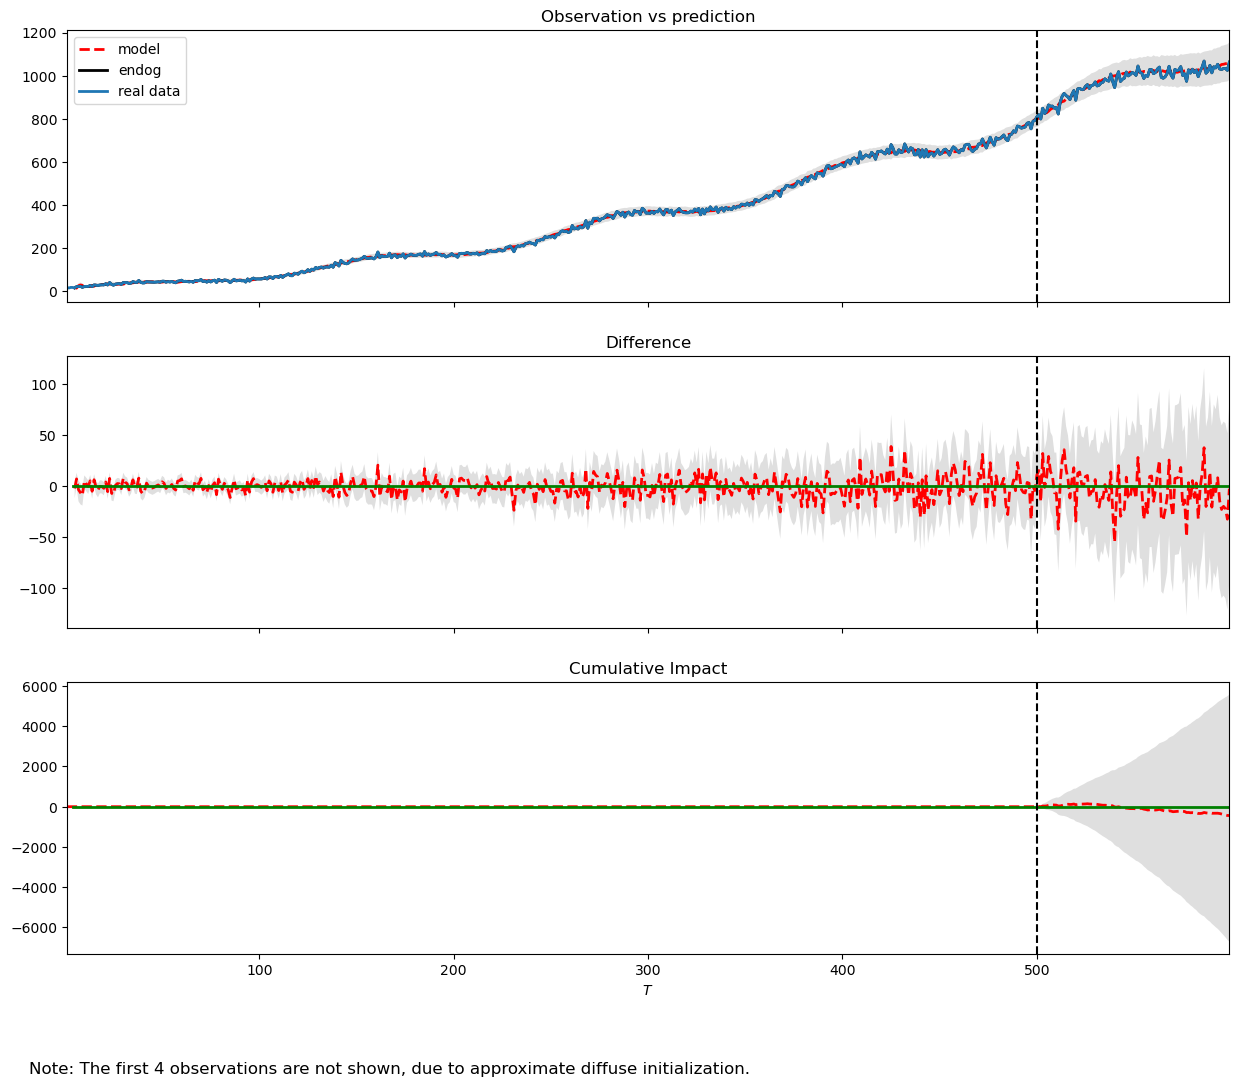 Observation vs prediction
1200
1000
800
600
400
200
0
model
endog
real data
Difference
100
50
0
−50
−100
Cumulative Impact
6000
4000
2000
0
−2000
−4000
−6000
100 200 300 400 500
T
Note: The first 4 observations are not shown, due to approximate diffuse initialization.